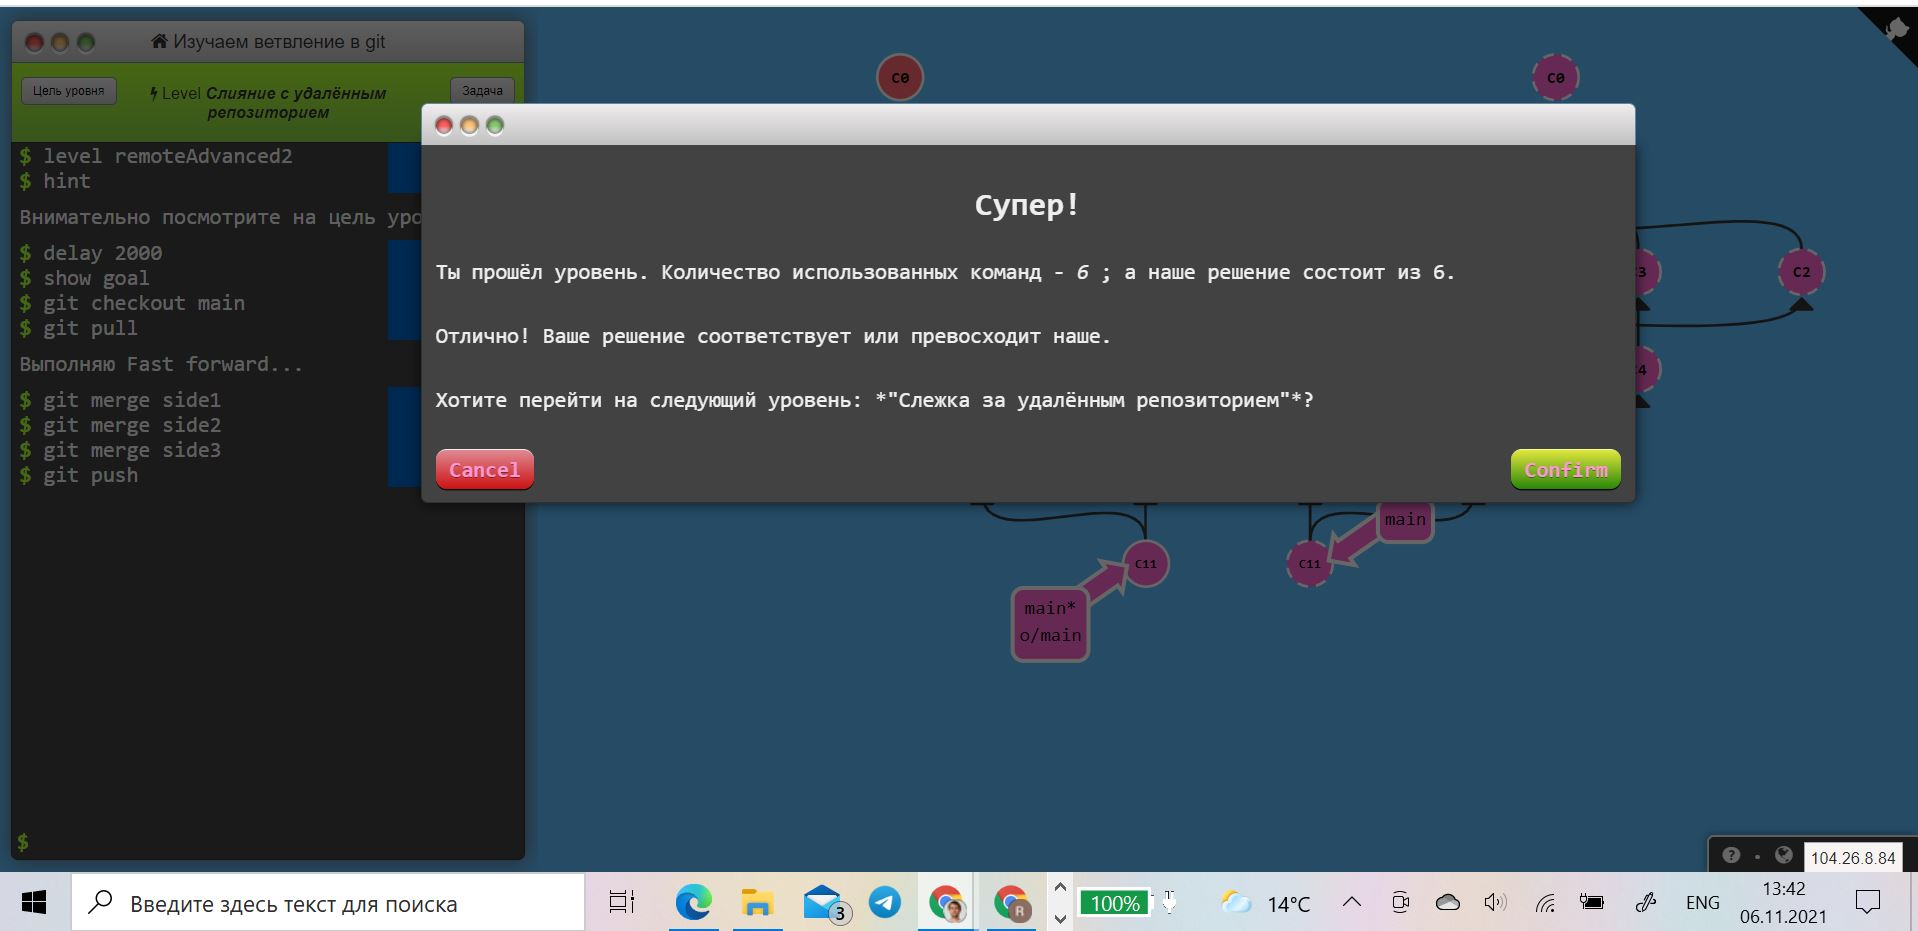 Изучаем ветвление в git
Цель уровня
Level Слияние с удалённым
репозиторием
Задача
$ level remoteAdvanced2
$ hint
Внимательно посмотрите на цель уро
$ delay 2000
$ show goal
$ git checkout main
$ git pull
Выполняю Fast forward...
$ git merge side1
$ git merge side2
$ git merge side3
$ git push
$
C0
C0
Супер!
Ты прошёл уровень. Количество использованных команд - 6 ; а наше решение состоит из 6.
Отлично! Ваше решение соответствует или превосходит наше.
Хотите перейти на следующий уровень: *"Слежка за удалённым репозиторием"*?
Cancel
Confirm
3
C2
4
main
C11
C11
main*
o/main
104.26.8.84
Введите здесь текст для поиска
3
R
100%
14°C
ENG
13:42
06.11.2021